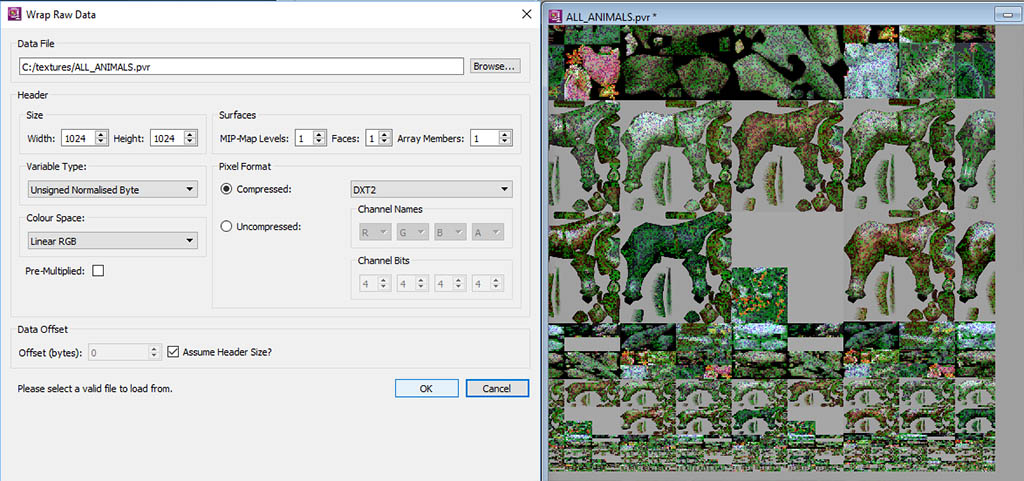 Wrap Raw Data
Data File
C:/textures/ALL_ANIMALS.pvr
Browse...
Header
Size
Width: 1024 Height: 1024
Surfaces
MIP-Map Levels: 1 Faces: 1 Array Members: 1
Variable Type:
Unsigned Normalised Byte
Colour Space:
Linear RGB
Pre-Multiplied:
Pixel Format
Compressed: DXT2
Uncompressed:
Channel Names
R G B A
Channel Bits
4 4 4 4
Data Offset
Offset (bytes): 0 Assume Header Size?
Please select a valid file to load from.
OK Cancel
ALL_ANIMALS.pvr *